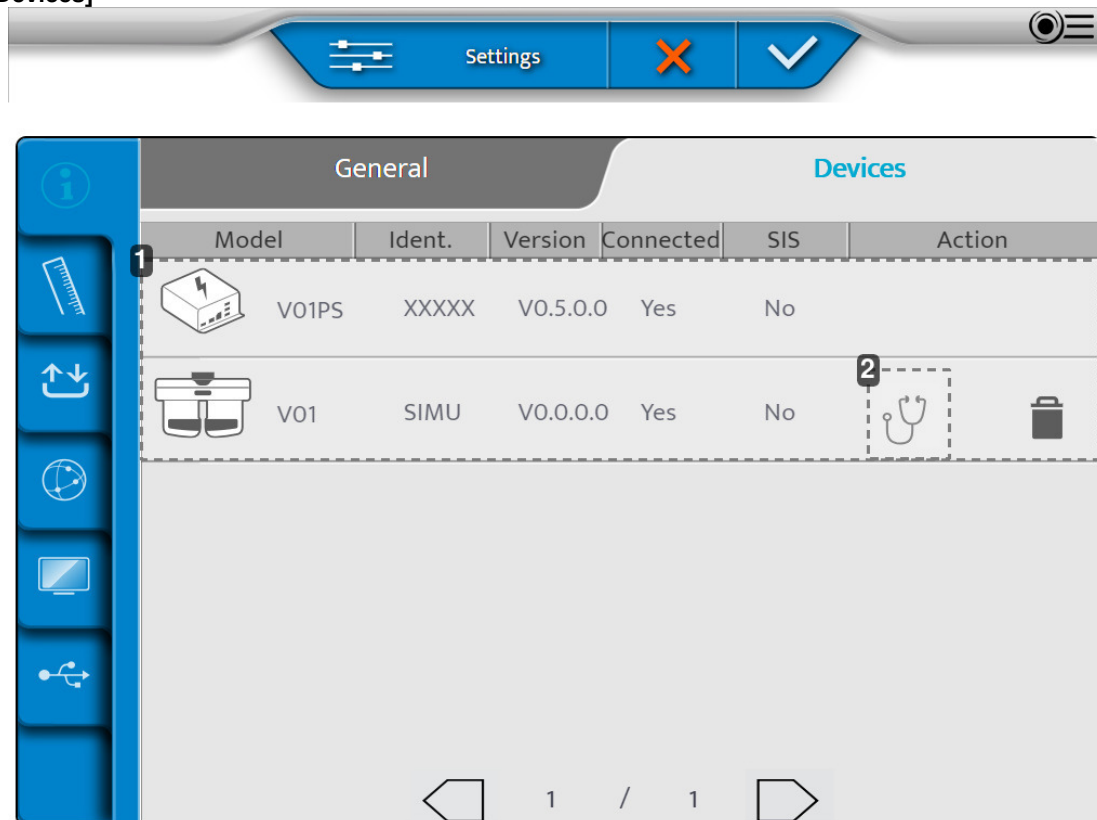 Devices]
Settings
General Devices
Model Ident. Version Connected SIS Action
1
V01PS XXXXX V0.5.0.0 Yes No
2
V01 SIMU V0.0.0.0 Yes No
1 / 1